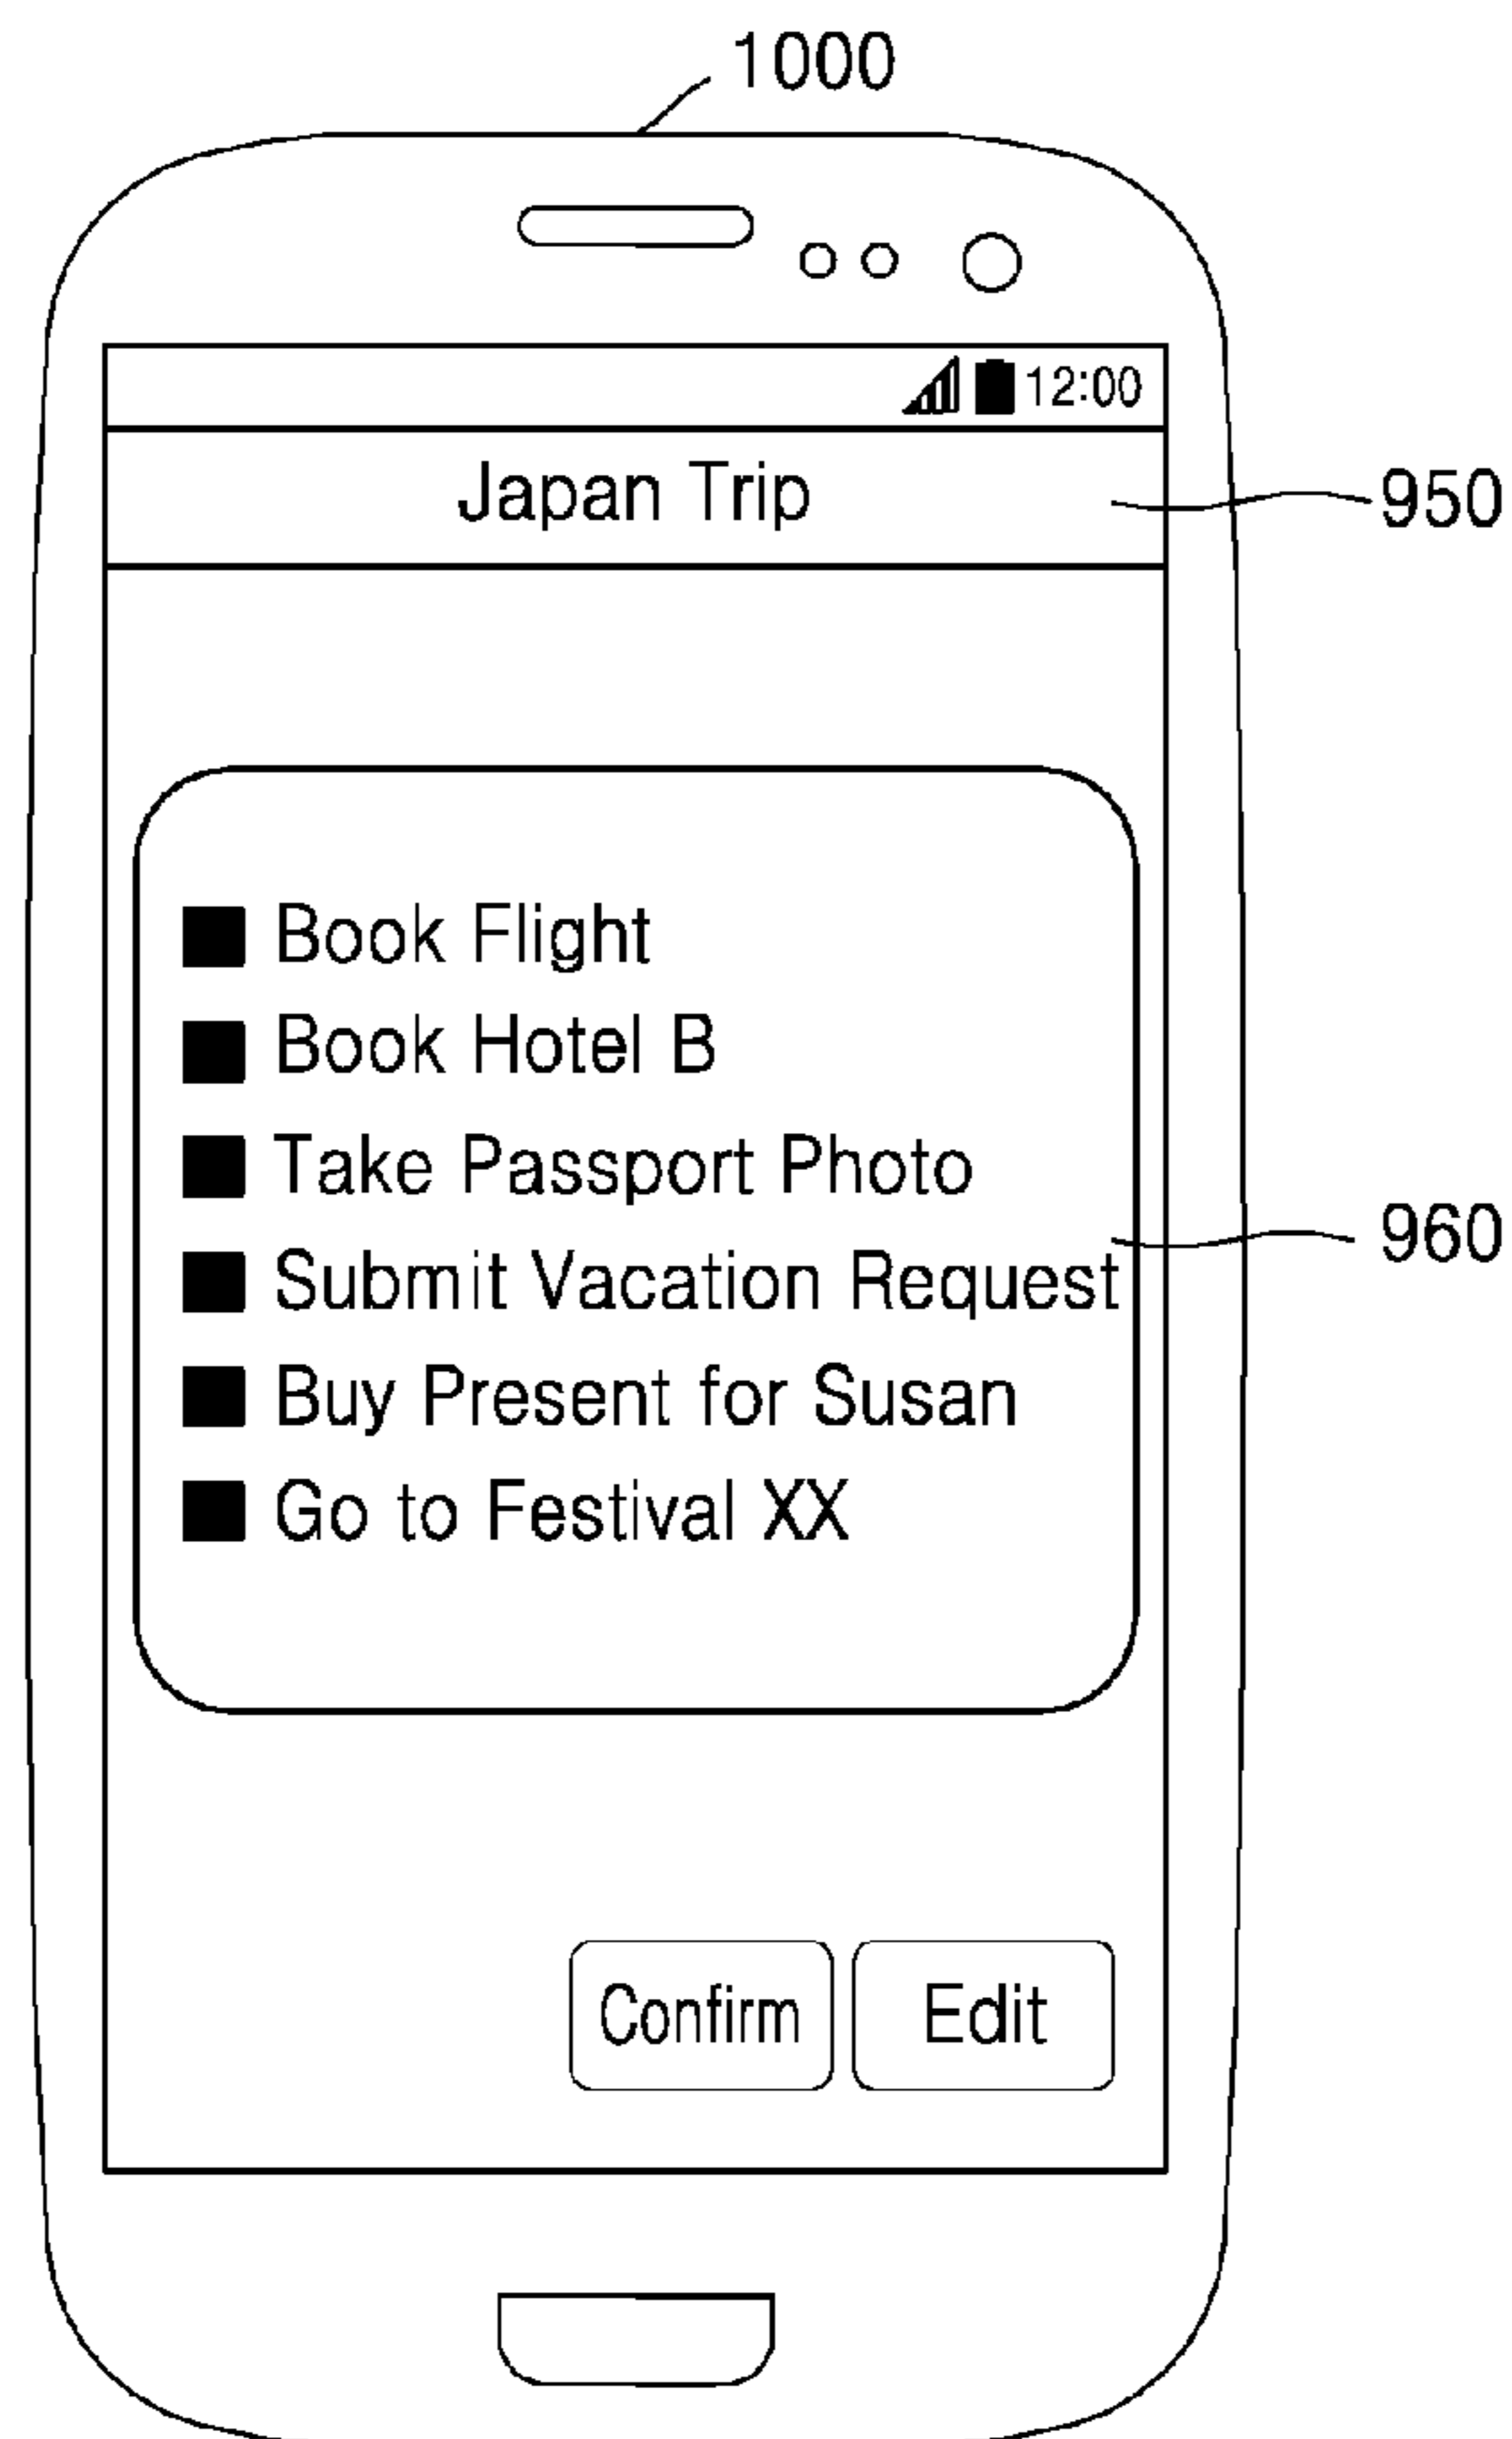 1000
12:00
Japan Trip
950
Book Flight
Book Hotel B
Take Passport Photo
960
Submit Vacation Request
Buy Present for Susan
Go to Festival XX
Confirm Edit